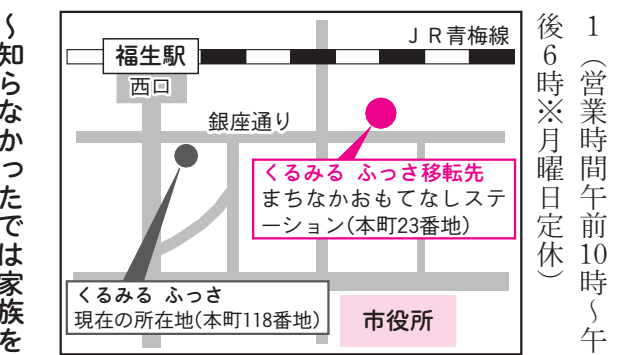 1（営業時間午前10時～午
後6時※月曜日定休）
ＪＲ青梅線
福生駅
西口
銀座通り
くるみる ふっさ移転先
まちなかおもてなしステ
ーション(本町23番地)
くるみる ふっさ
現在の所在地(本町118番地)
市役所
～知らなかったでは家族を